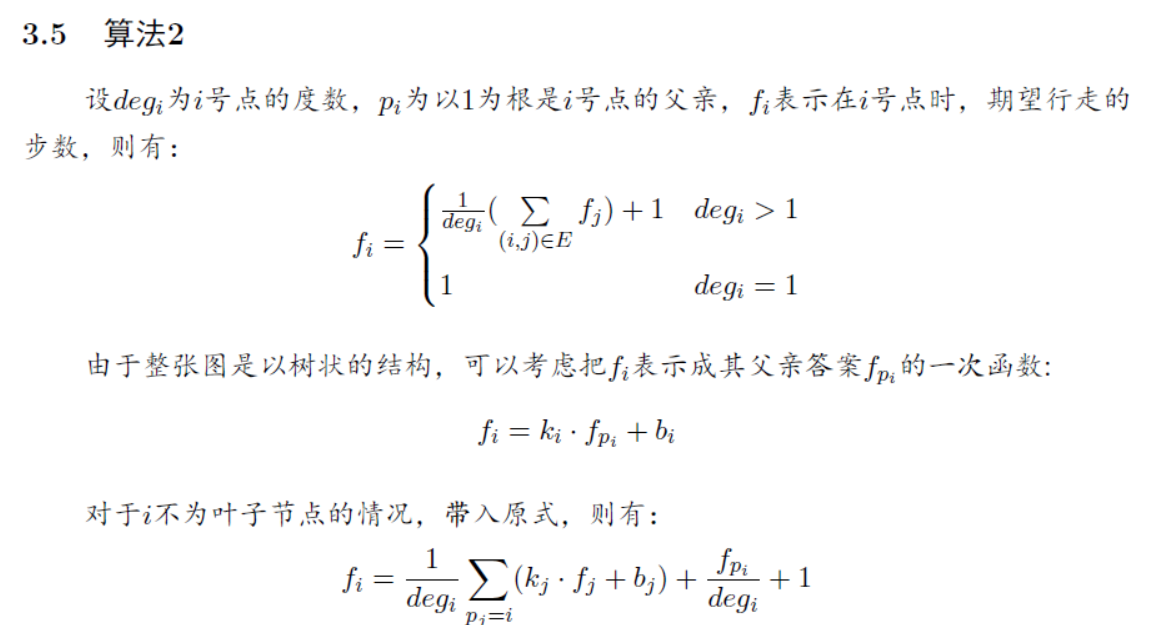 3.5 算法2
设deg_i为i号点的度数，p_i为以1为根是i号点的父亲，f_i表示在i号点时，期望行走的
步数，则有：
f_i = { \frac{1}{deg_i}(\sum_{(i,j)∈E} f_j) + 1   deg_i > 1
1   deg_i = 1
由于整张图是以树状的结构，可以考虑把f_i表示成其父亲答案f_{p_i}的一次函数:
f_i = k_i · f_{p_i} + b_i
对于i不为叶子节点的情况，带入原式，则有：
f_i = \frac{1}{deg_i} \sum_{p_j=i} (k_j · f_j + b_j) + \frac{f_{p_i}}{deg_i} + 1